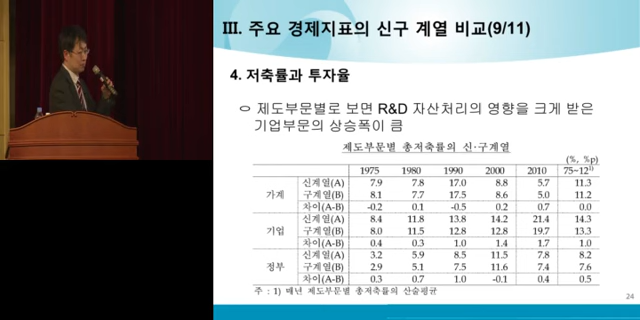 Ⅲ. 주요 경제지표의 신구 계열 비교(9/11)
4. 저축률과 투자율
ㅇ 제도부문별로 보면 R&D 자산처리의 영향을 크게 받은
기업부문의 상승폭이 큼
제도부문별 총저축률의 신·구계열
(%, %p)
1975 1980 1990 2000 2010 75~12¹⁾
가계 신계열(A) 7.9 7.8 17.0 8.8 5.7 11.3
구계열(B) 8.1 7.7 17.5 8.6 5.0 11.2
차이(A-B) -0.2 0.1 -0.5 0.2 0.7 0.0
기업 신계열(A) 8.4 11.8 13.8 14.2 21.4 14.3
구계열(B) 8.0 11.5 12.8 12.8 19.7 13.3
차이(A-B) 0.4 0.3 1.0 1.4 1.7 1.0
정부 신계열(A) 3.2 5.9 8.5 11.5 7.8 8.2
구계열(B) 2.9 5.1 7.5 11.6 7.4 7.6
차이(A-B) 0.3 0.7 1.0 -0.1 0.4 0.5
주 : 1) 매년 제도부문별 총저축률의 산술평균
24